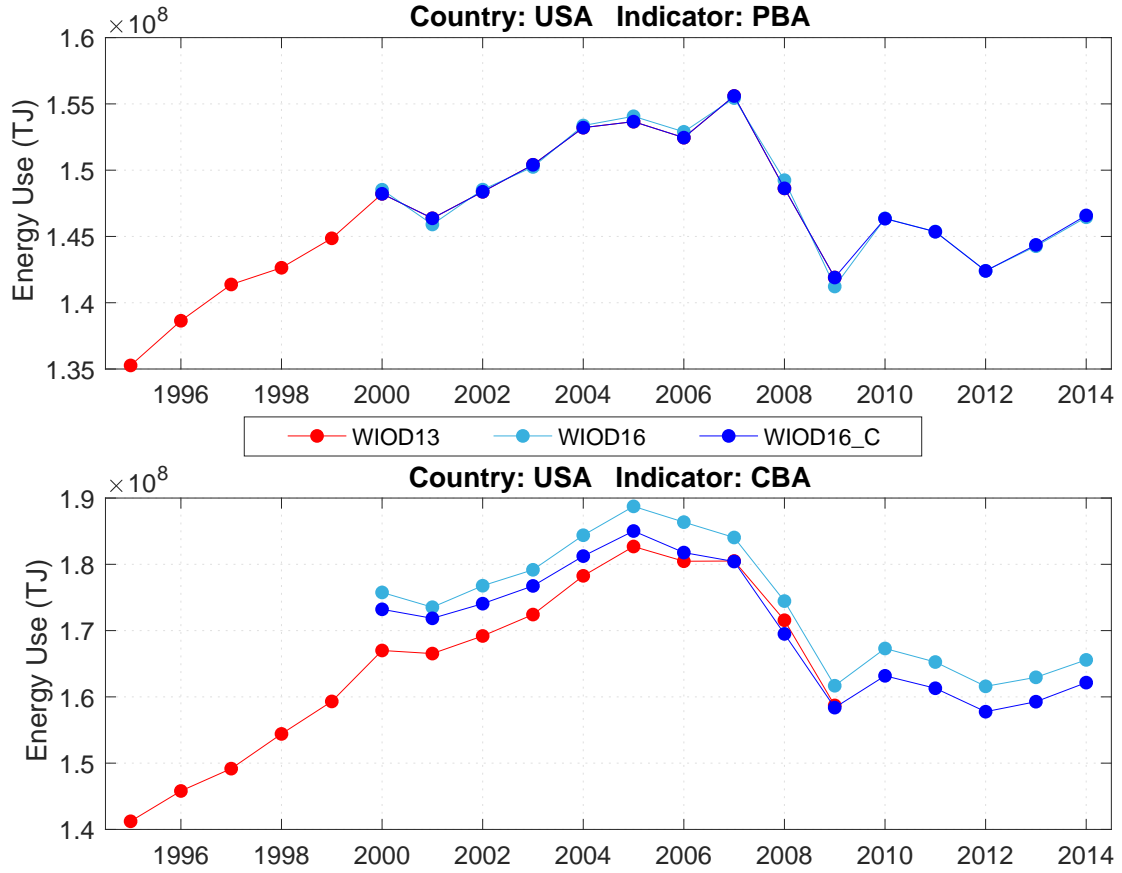 Country: USA Indicator: PBA
×10^8
Energy Use (TJ)
1.6
1.55
1.5
1.45
1.4
1.35
1996 1998 2000 2002 2004 2006 2008 2010 2012 2014
WIOD13 WIOD16 WIOD16_C
Country: USA Indicator: CBA
×10^8
Energy Use (TJ)
1.9
1.8
1.7
1.6
1.5
1.4
1996 1998 2000 2002 2004 2006 2008 2010 2012 2014